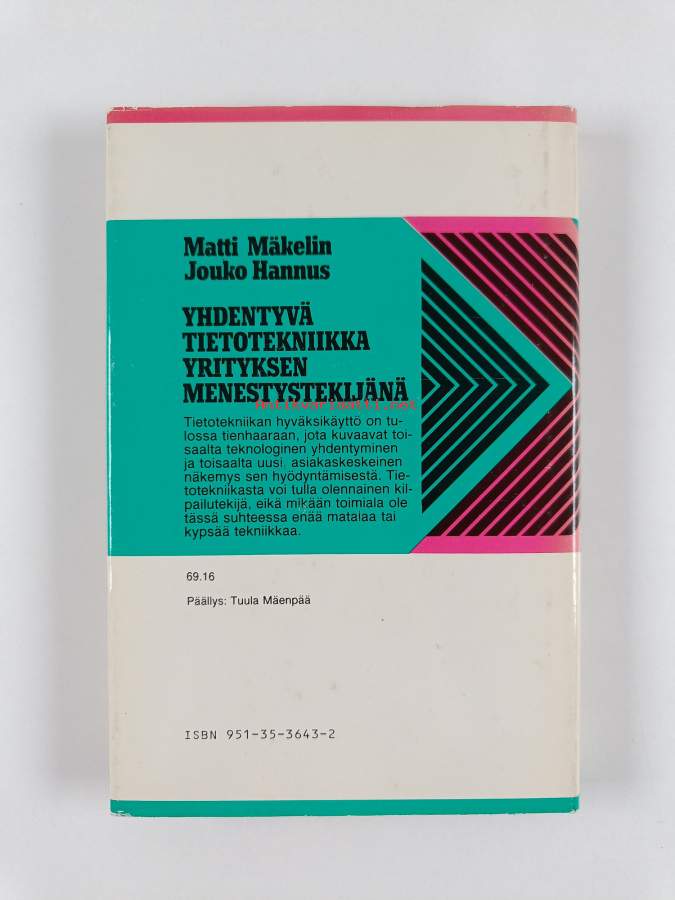 Matti Mäkelin
Jouko Hannus
YHDENTYVÄ
TIETOTEKNIIKKA
YRITYKSEN
MENESTYSTEKIJÄNÄ
antikvariaatti.net
Tietotekniikan hyväksikäyttö on tu-
lossa tienhaaraan, jota kuvaavat toi-
saalta teknologinen yhdentyminen
ja toisaalta uusi, asiakaskeskeinen
näkemys sen hyödyntämisestä. Tie-
totekniikasta voi tulla olennainen kil-
pailutekijä, eikä mikään toimiala ole
tässä suhteessa enää matalaa tai
kypsää tekniikkaa.
69.16
Päällys: Tuula Mäenpää
ISBN 951-35-3643-2